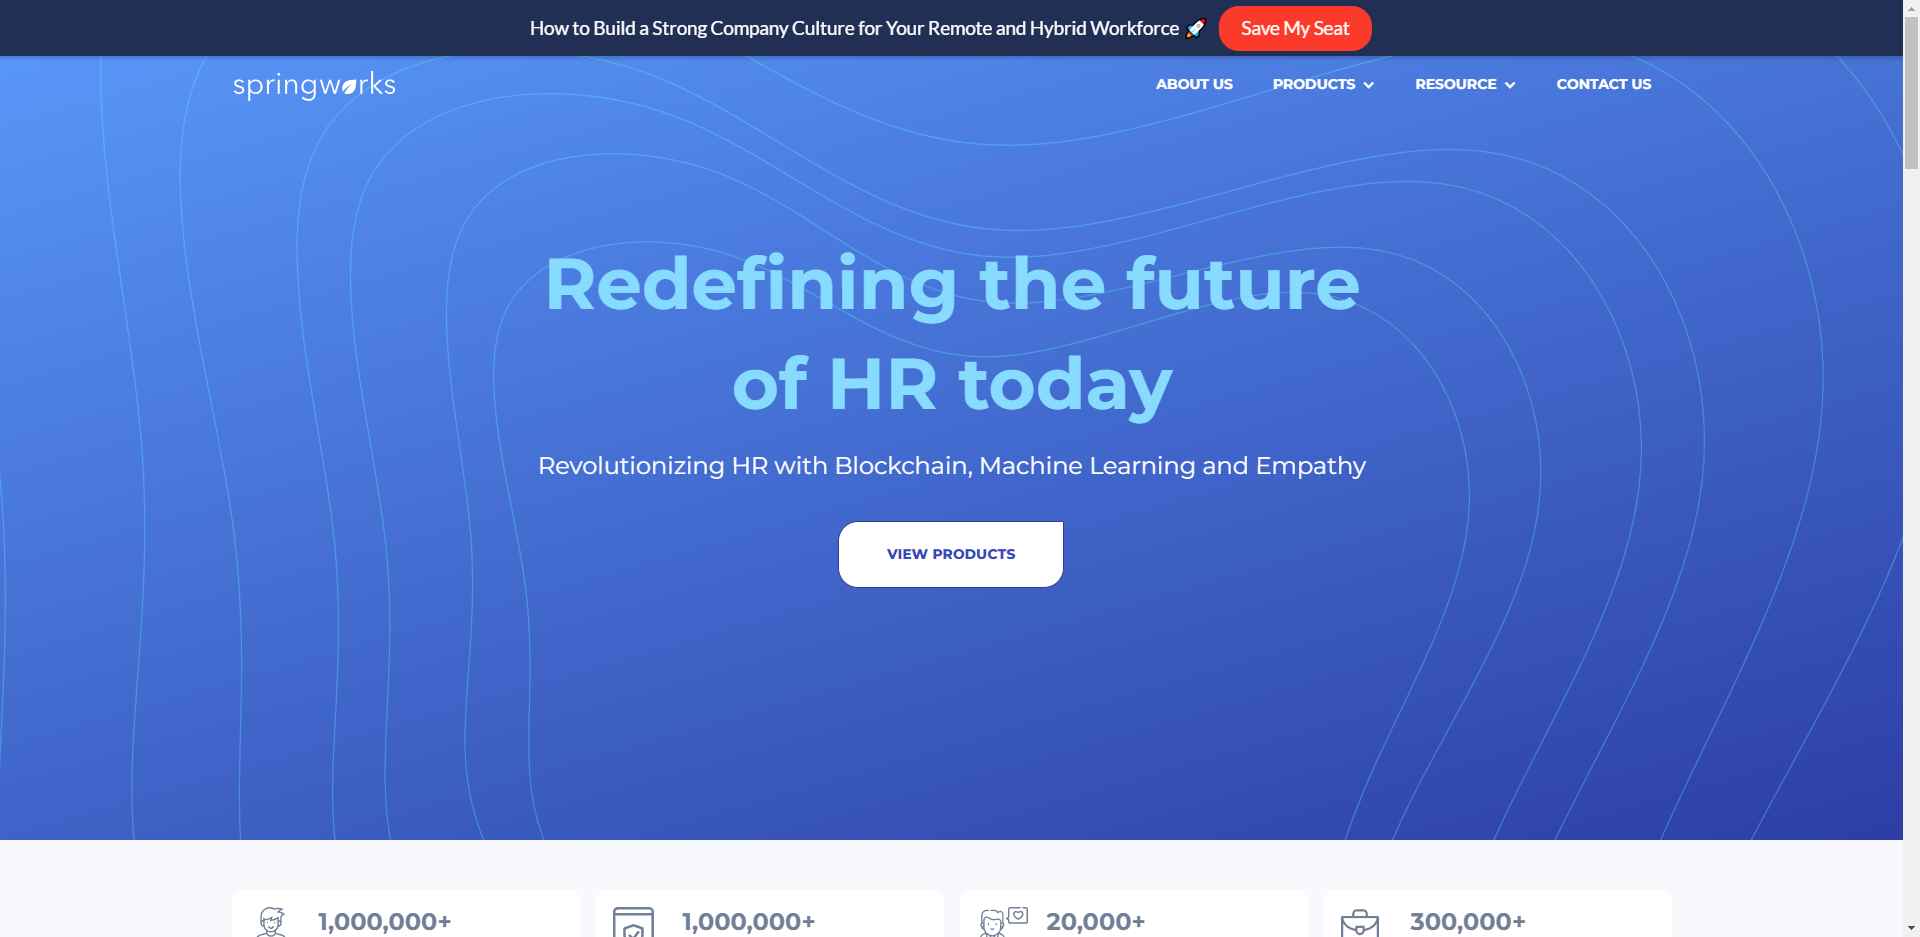 How to Build a Strong Company Culture for Your Remote and Hybrid Workforce 🚀 Save My Seat
springworks ABOUT US PRODUCTS RESOURCE CONTACT US
Redefining the future
of HR today
Revolutionizing HR with Blockchain, Machine Learning and Empathy
VIEW PRODUCTS
1,000,000+ 1,000,000+ 20,000+ 300,000+